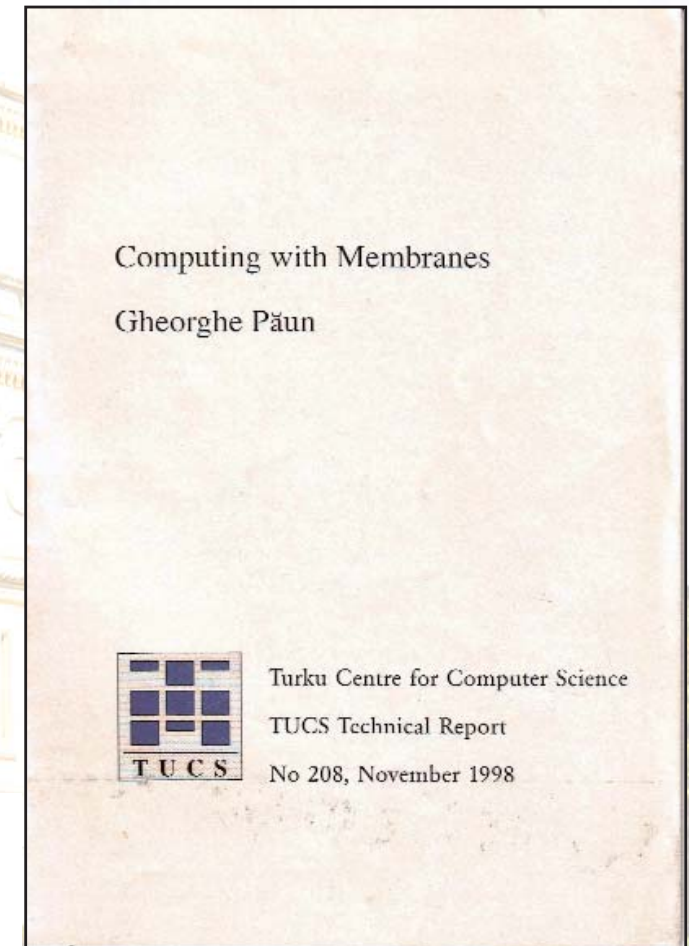 Computing with Membranes
Gheorghe Păun
Turku Centre for Computer Science
TUCS Technical Report
No 208, November 1998
TUCS